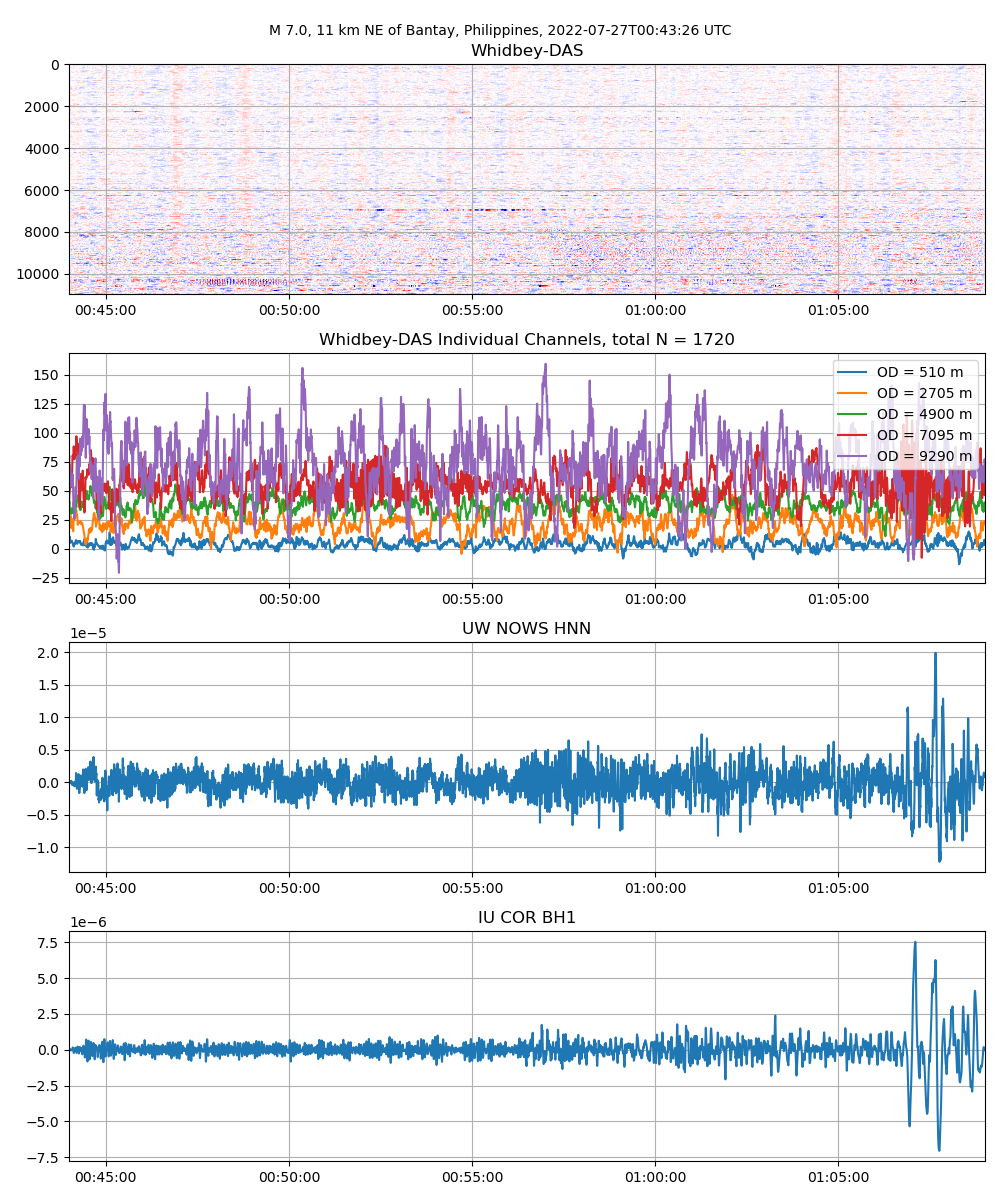 M 7.0, 11 km NE of Bantay, Philippines, 2022-07-27T00:43:26 UTC
Whidbey-DAS
0
2000
4000
6000
8000
10000
00:45:00 00:50:00 00:55:00 01:00:00 01:05:00
Whidbey-DAS Individual Channels, total N = 1720
150
125
100
75
50
25
0
−25
OD = 510 m
OD = 2705 m
OD = 4900 m
OD = 7095 m
OD = 9290 m
00:45:00 00:50:00 00:55:00 01:00:00 01:05:00
UW NOWS HNN
1e−5
2.0
1.5
1.0
0.5
0.0
−0.5
−1.0
00:45:00 00:50:00 00:55:00 01:00:00 01:05:00
IU COR BH1
1e−6
7.5
5.0
2.5
0.0
−2.5
−5.0
−7.5
00:45:00 00:50:00 00:55:00 01:00:00 01:05:00